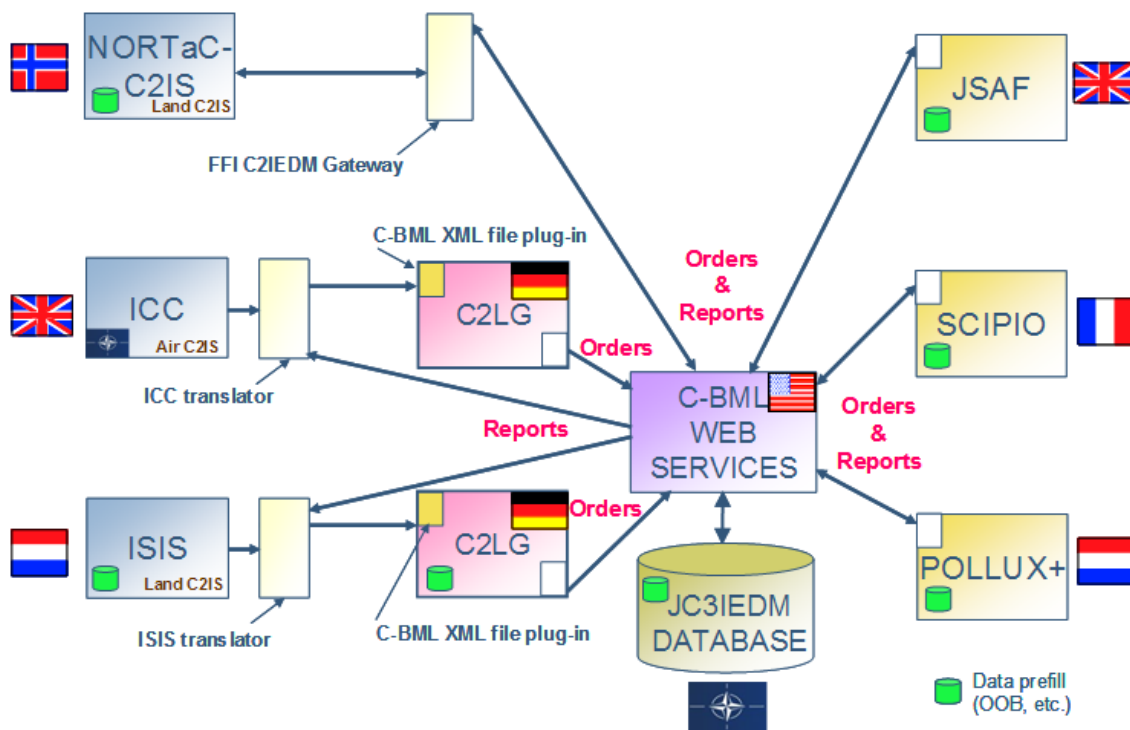 NORTaC-
C2IS
Land C2IS
FFI C2IEDM Gateway
JSAF
C-BML XML file plug-in
ICC
Air C2IS
ICC translator
C2LG
Orders
Orders
&
Reports
SCIPIO
C-BML
WEB
SERVICES
Reports
Orders
&
Reports
ISIS
Land C2IS
ISIS translator
C2LG
Orders
C-BML XML file plug-in
JC3IEDM
DATABASE
POLLUX+
Data prefill
(OOB, etc.)